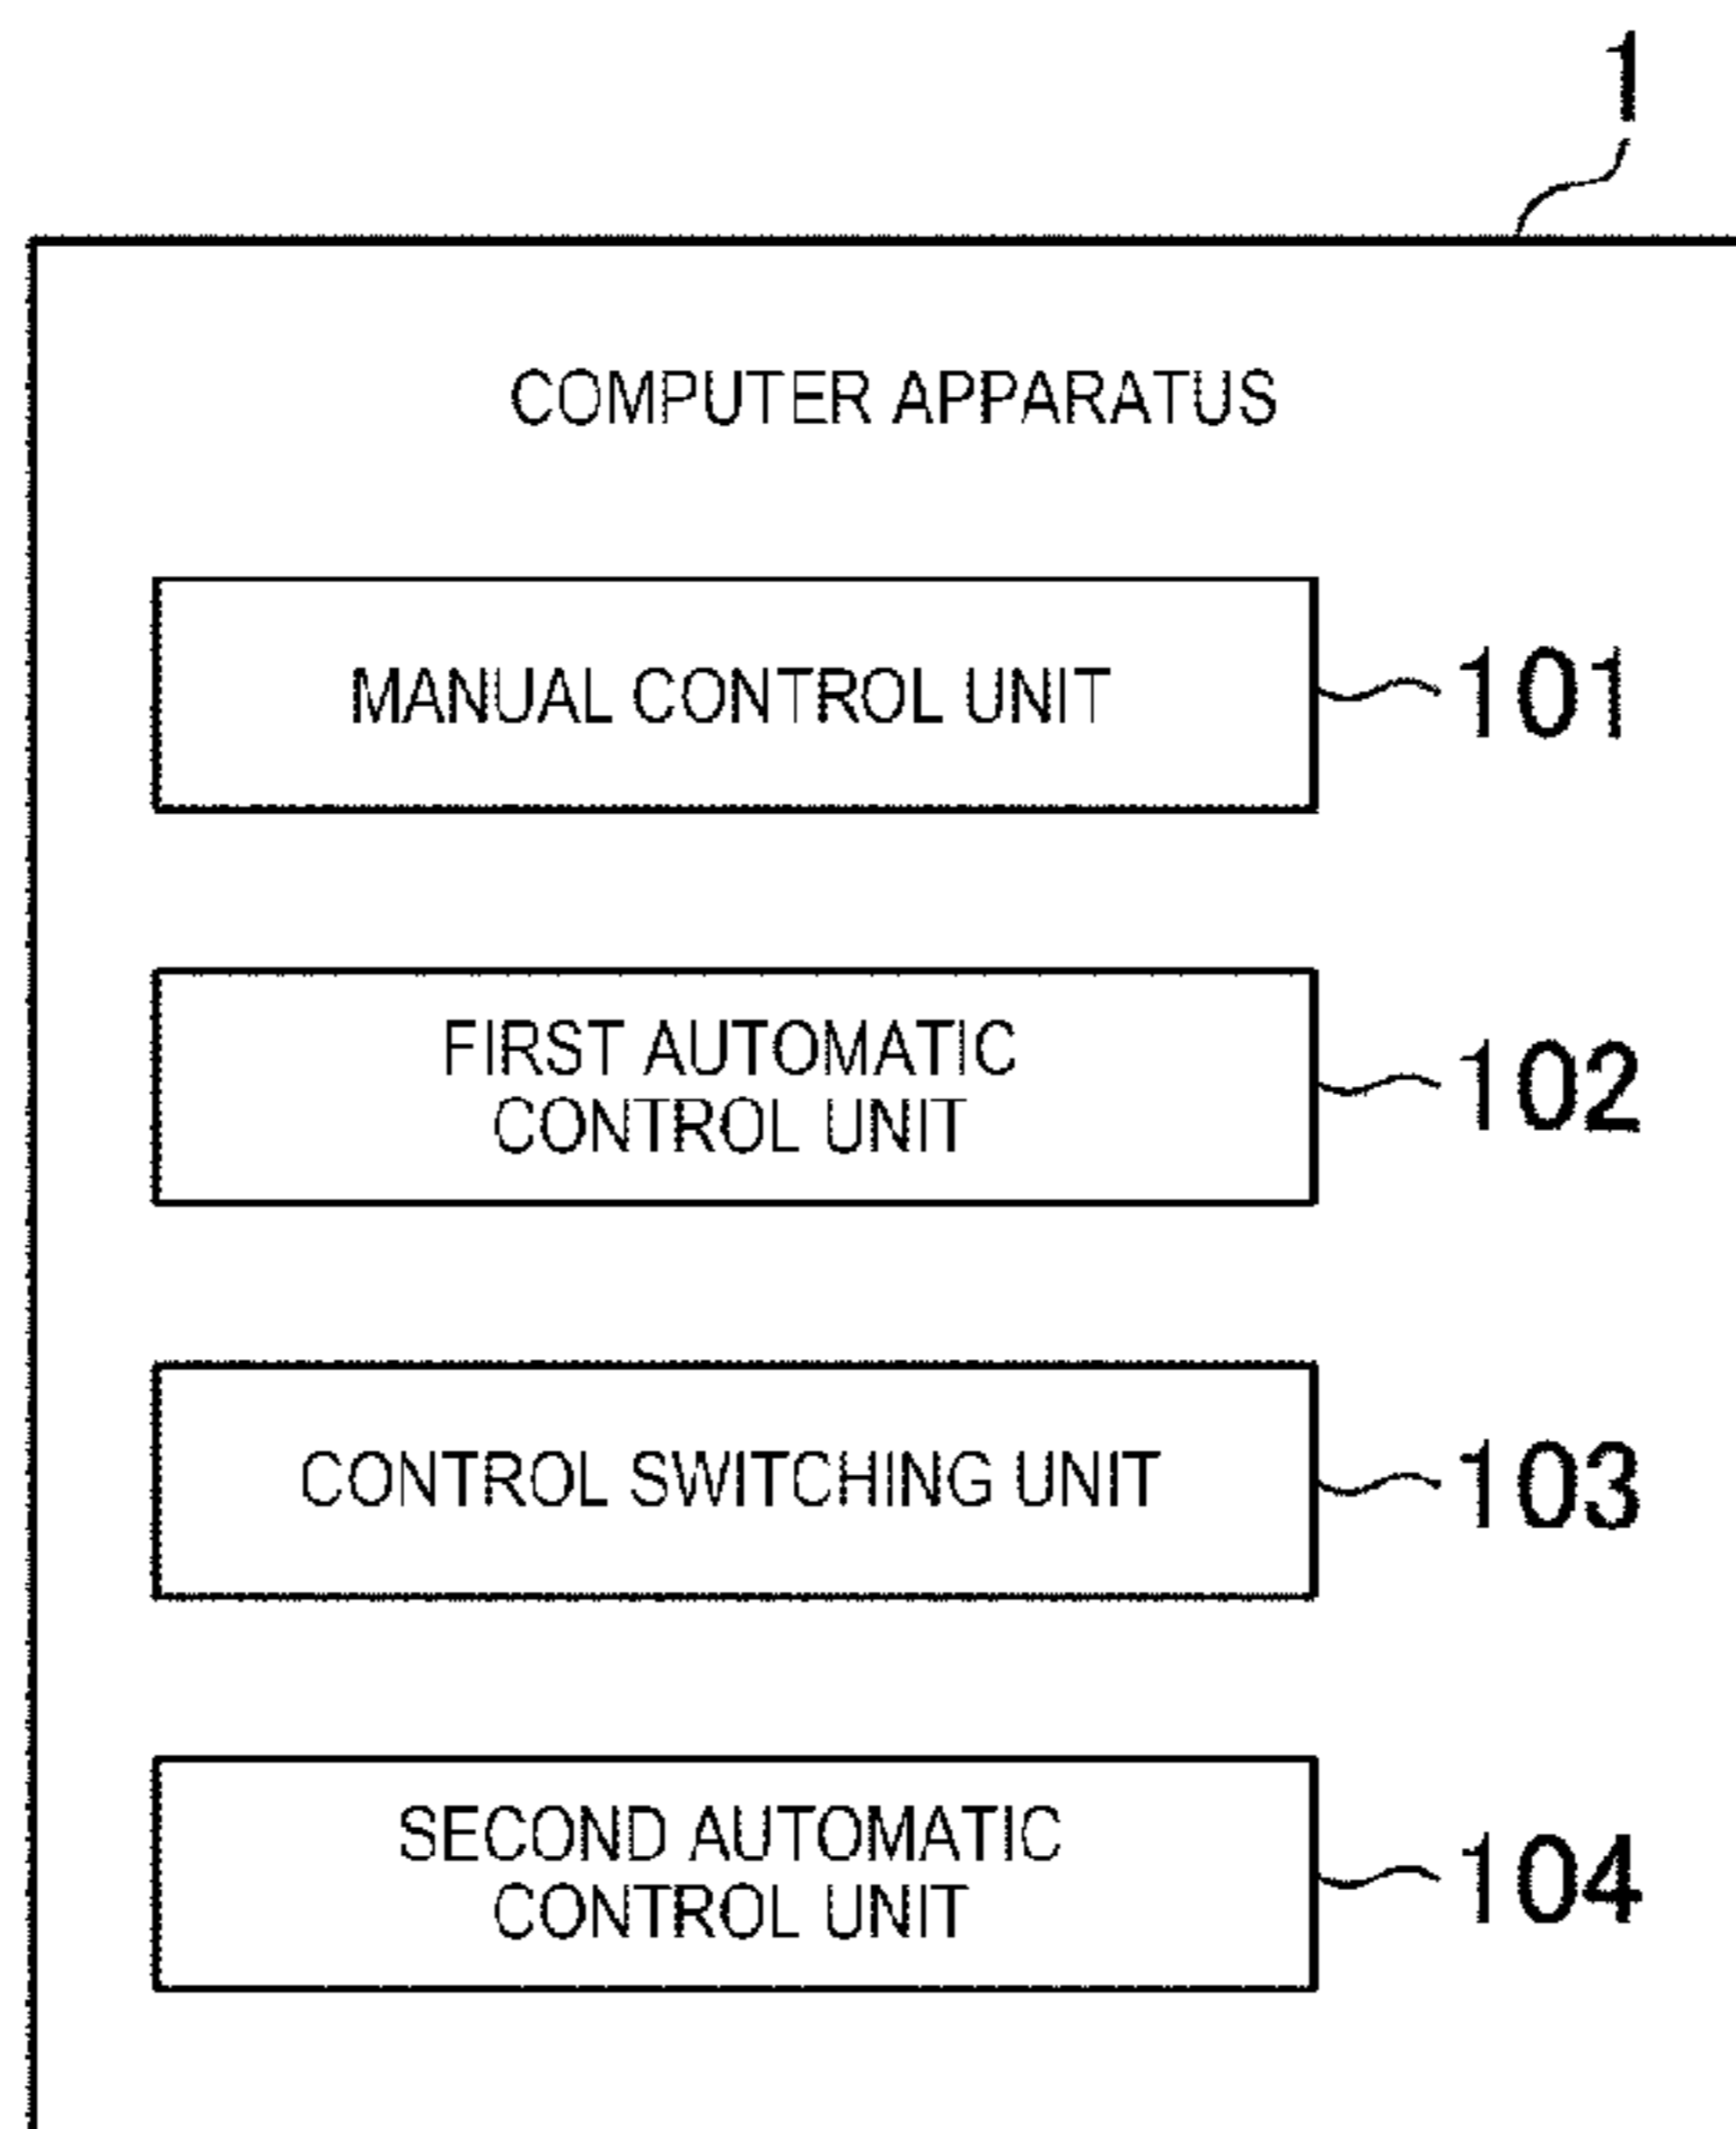 1
COMPUTER APPARATUS
MANUAL CONTROL UNIT
101
FIRST AUTOMATIC
CONTROL UNIT
102
CONTROL SWITCHING UNIT
103
SECOND AUTOMATIC
CONTROL UNIT
104